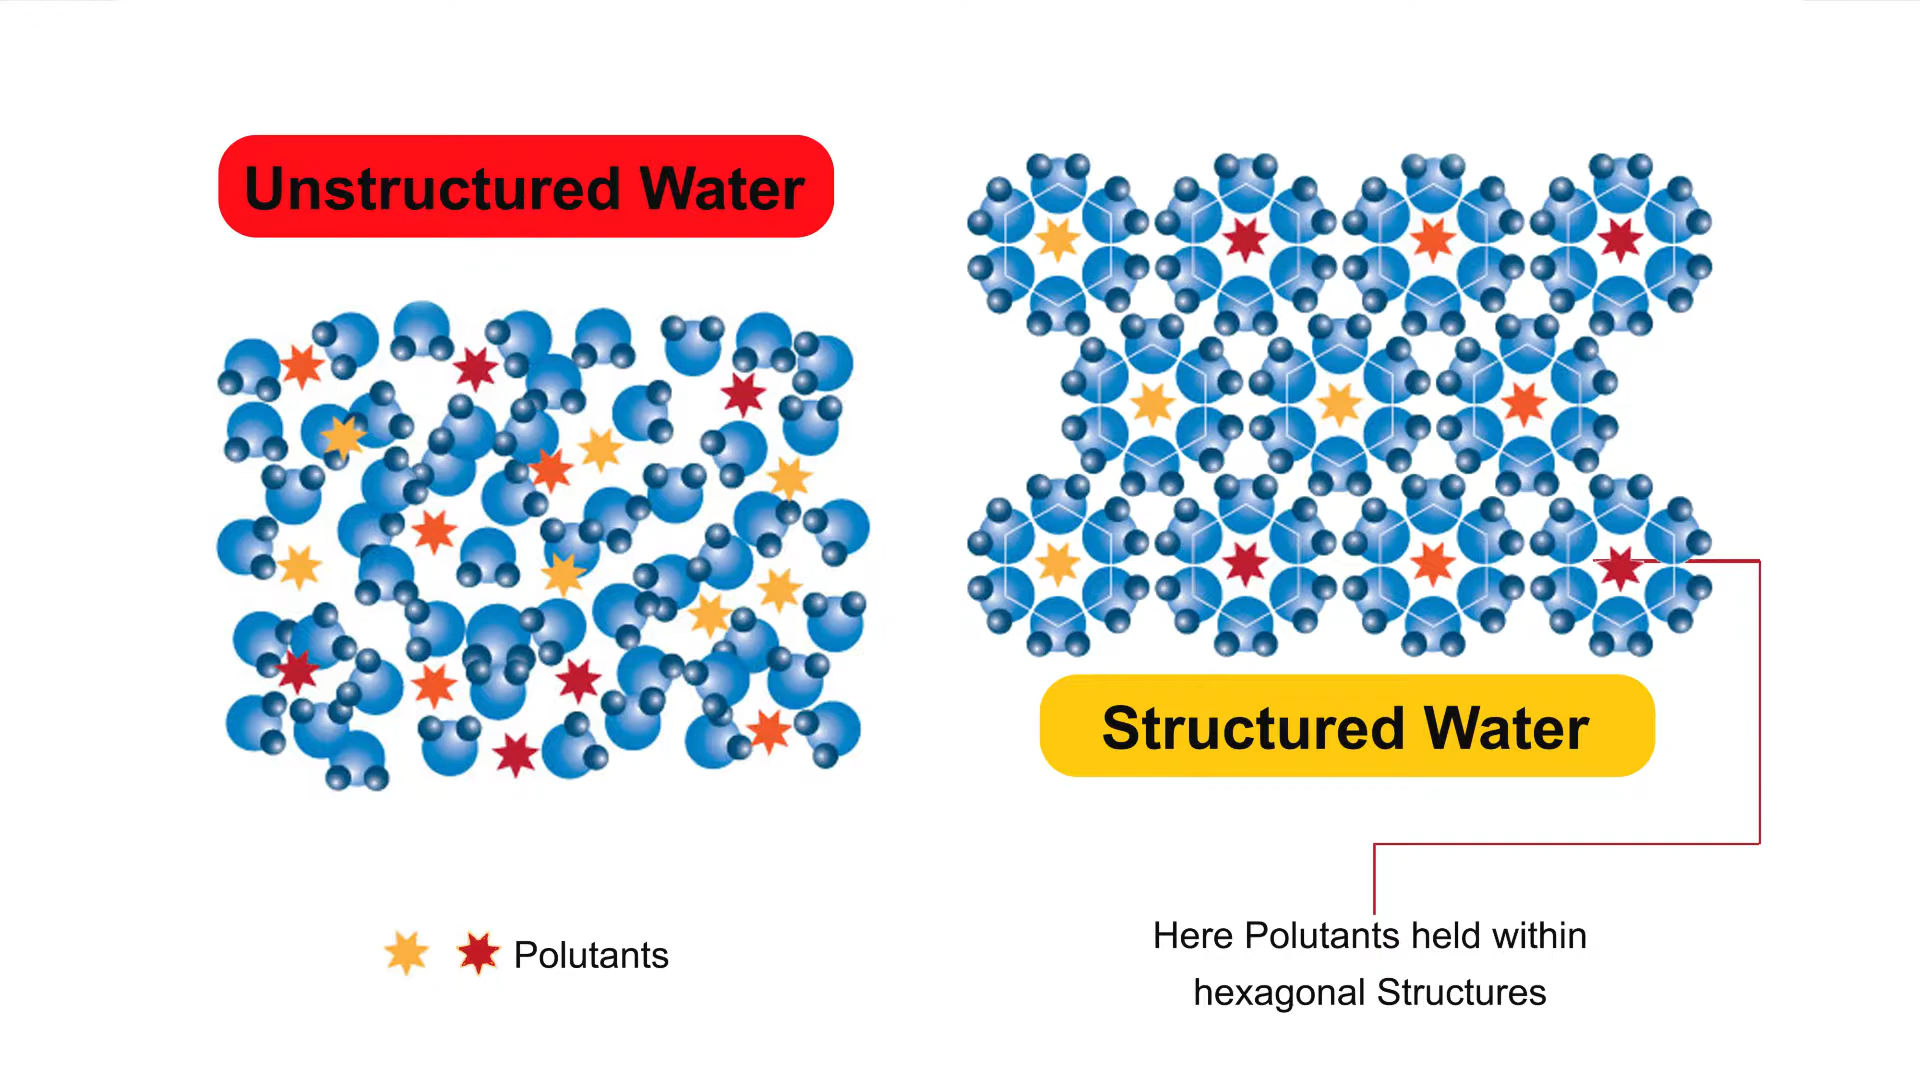 Unstructured Water
Structured Water
Polutants
Here Polutants held within
hexagonal Structures